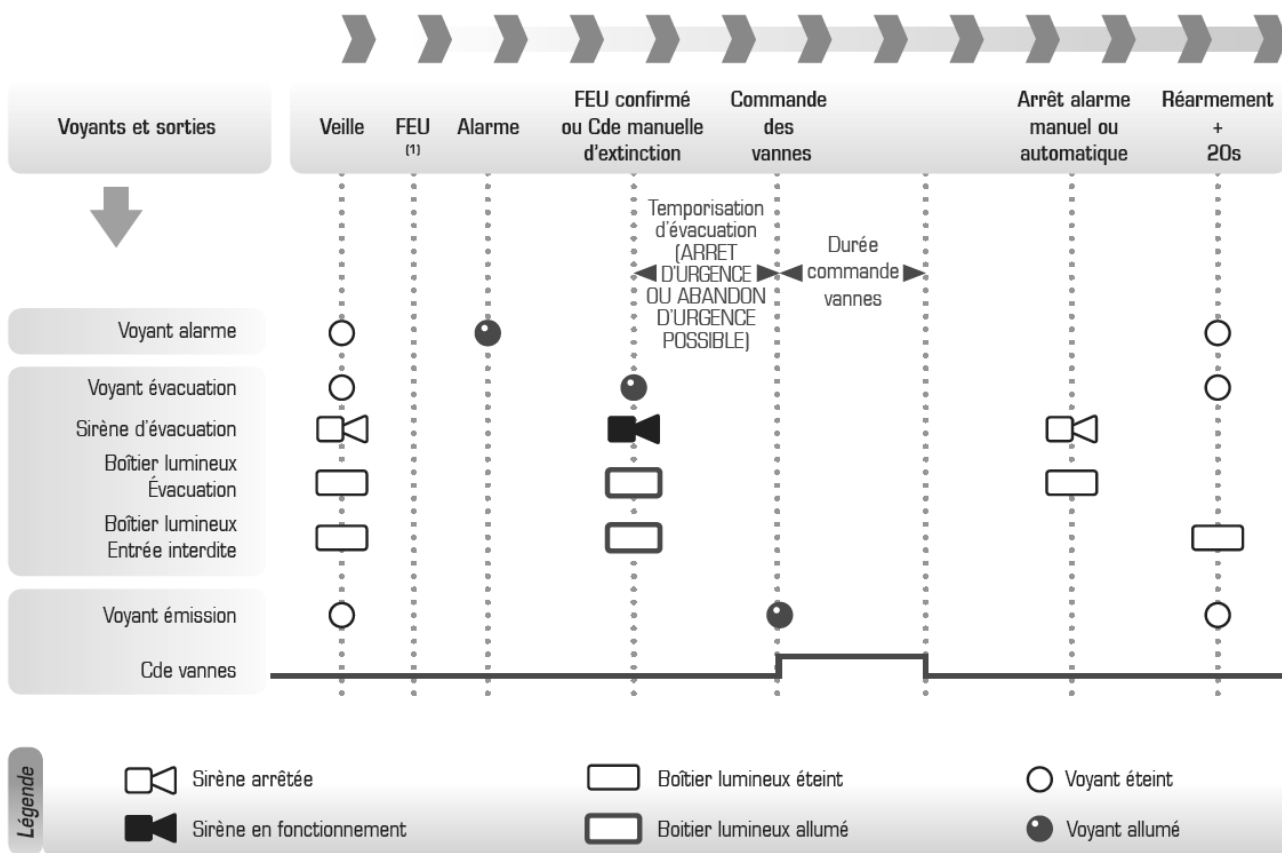 Voyants et sorties
Veille
FEU
(1)
Alarme
FEU confirmé
ou Cde manuelle
d'extinction
Commande
des
vannes
Arrêt alarme
manuel ou
automatique
Réarmement
+
20s
Temporisation
d'évacuation
(ARRET
D'URGENCE
OU ABANDON
D'URGENCE
POSSIBLE)
Durée
commande
vannes
Voyant alarme
Voyant évacuation
Sirène d'évacuation
Boîtier lumineux
Évacuation
Boîtier lumineux
Entrée interdite
Voyant émission
Cde vannes
Légende
Sirène arrêtée
Boîtier lumineux éteint
Voyant éteint
Sirène en fonctionnement
Boitier lumineux allumé
Voyant allumé